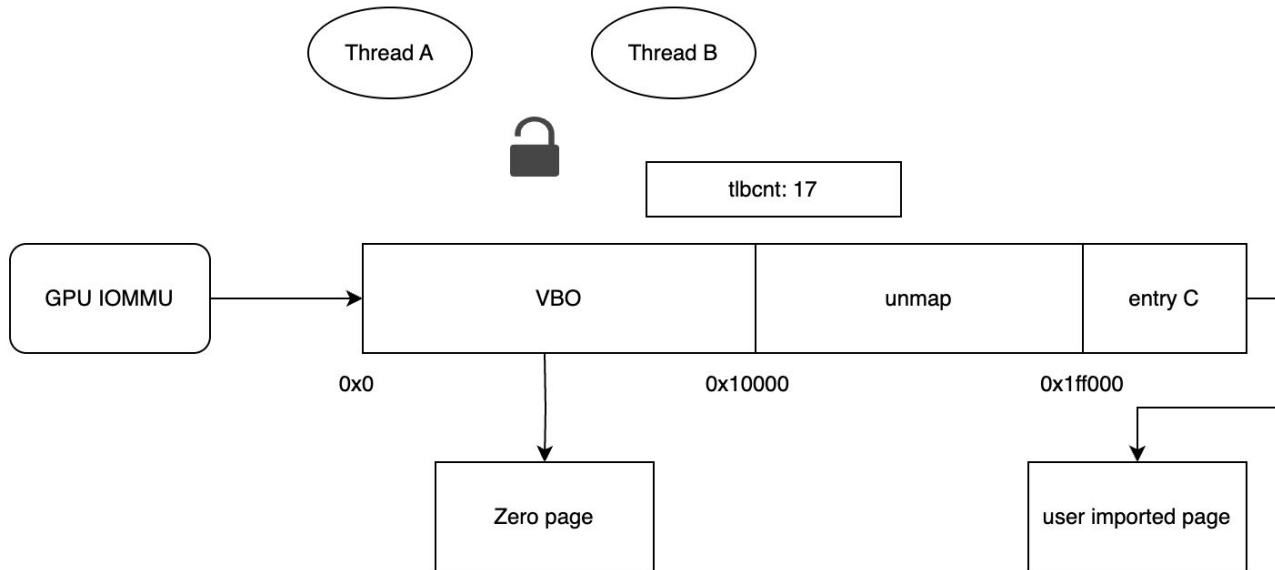 Thread A
Thread B
tlbcnt: 17
GPU IOMMU
VBO
unmap
entry C
0x0
0x10000
0x1ff000
Zero page
user imported page